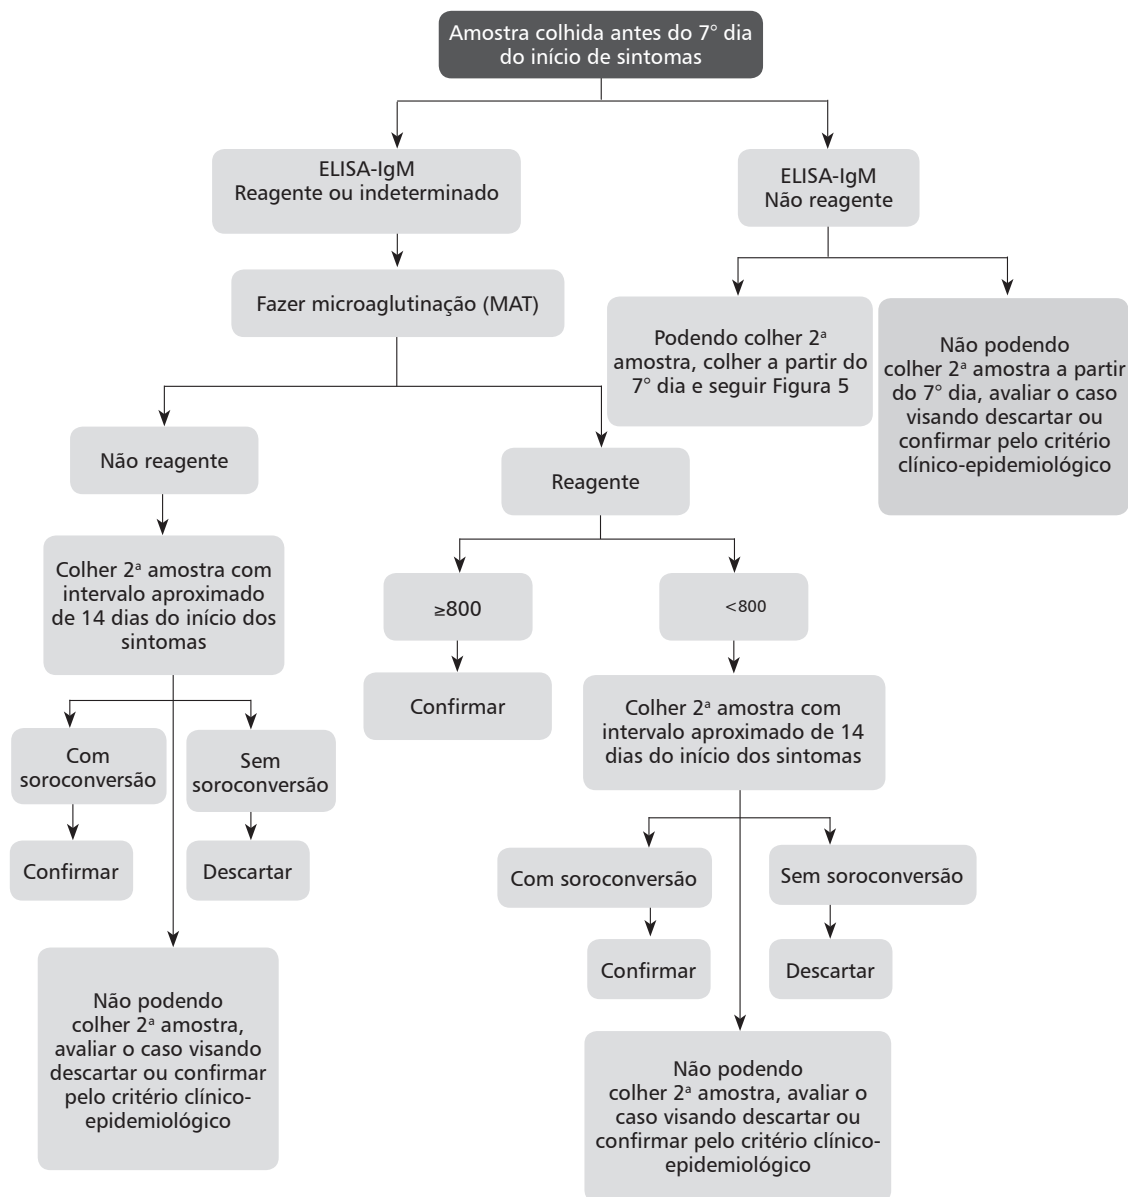 Amostra colhida antes do 7° dia
do início de sintomas
ELISA-IgM
Reagente ou indeterminado
ELISA-IgM
Não reagente
Fazer microaglutinação (MAT)
Podendo colher 2ª
amostra, colher a partir do
7° dia e seguir Figura 5
Não podendo
colher 2ª amostra a partir
do 7° dia, avaliar o caso
visando descartar ou
confirmar pelo critério
clínico-epidemiológico
Não reagente
Reagente
Colher 2ª amostra com
intervalo aproximado
de 14 dias do início dos
sintomas
≥800
<800
Confirmar
Colher 2ª amostra com
intervalo aproximado de 14
dias do início dos sintomas
Com
soroconversão
Sem
soroconversão
Confirmar
Descartar
Com soroconversão
Sem soroconversão
Confirmar
Descartar
Não podendo
colher 2ª amostra,
avaliar o caso visando
descartar ou confirmar
pelo critério clínico-
epidemiológico
Não podendo
colher 2ª amostra, avaliar o
caso visando descartar ou
confirmar pelo critério clínico-
epidemiológico